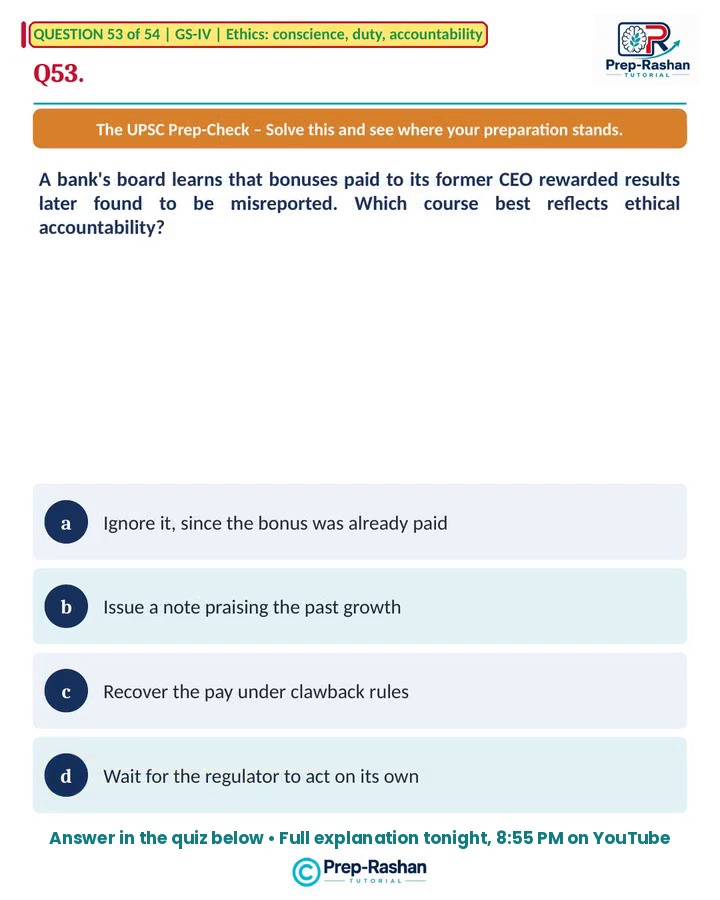 QUESTION 53 of 54 | GS-IV | Ethics: conscience, duty, accountability
Prep-Rashan
TUTORIAL
Q53.
The UPSC Prep-Check – Solve this and see where your preparation stands.
A bank's board learns that bonuses paid to its former CEO rewarded results
later found to be misreported. Which course best reflects ethical
accountability?
a Ignore it, since the bonus was already paid
b Issue a note praising the past growth
c Recover the pay under clawback rules
d Wait for the regulator to act on its own
Answer in the quiz below • Full explanation tonight, 8:55 PM on YouTube
© Prep-Rashan
TUTORIAL